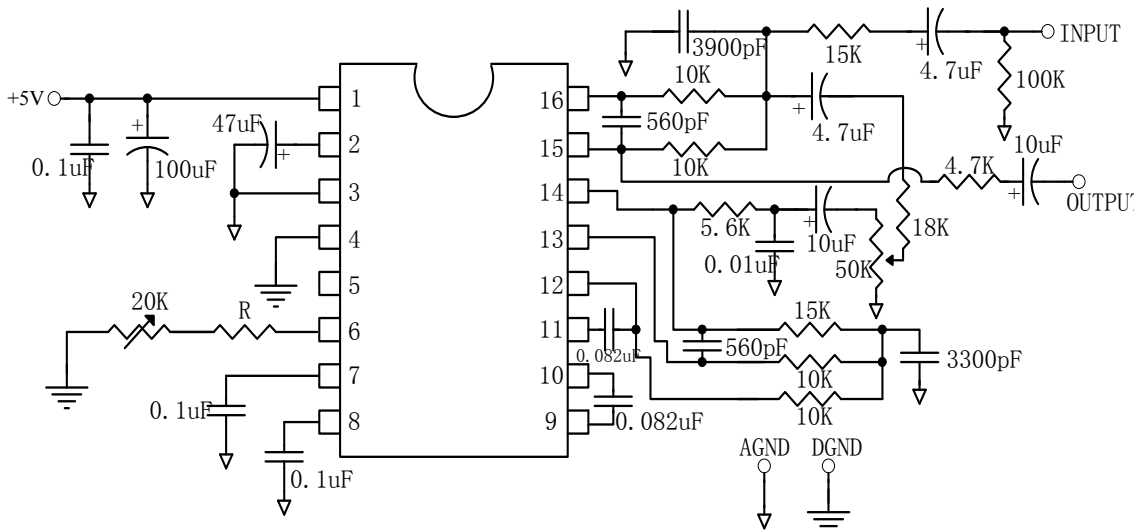 3900pF
15K
4.7uF
INPUT
100K
+5V
1
16
10K
560pF
+
4.7uF
47uF
2
15
10K
0.1uF
+
100uF
+
3
14
4.7K
10uF
+
OUTPUT
5.6K
+
10uF
18K
4
13
0.01uF
50K
5
12
20K
R
6
11
0.082uF
15K
560pF
3300pF
7
10
10K
10K
0.1uF
8
9
0.082uF
0.1uF
AGND
DGND
+